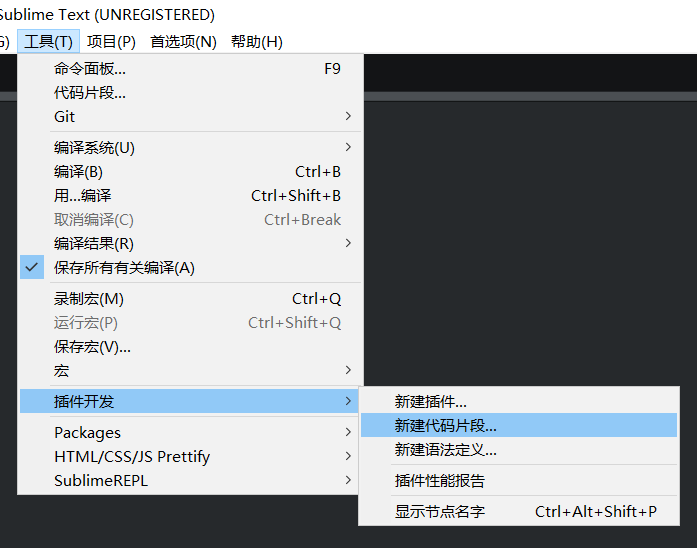 Sublime Text (UNREGISTERED)
G) 工具(T) 项目(P) 首选项(N) 帮助(H)
命令面板... F9
代码片段...
Git
编译系统(U)
编译(B) Ctrl+B
用...编译 Ctrl+Shift+B
取消编译(C) Ctrl+Break
编译结果(R)
保存所有有关编译(A)
录制宏(M) Ctrl+Q
运行宏(P) Ctrl+Shift+Q
保存宏(V)...
宏
插件开发
Packages
HTML/CSS/JS Prettify
SublimeREPL
新建插件...
新建代码片段...
新建语法定义...
插件性能报告
显示节点名字 Ctrl+Alt+Shift+P